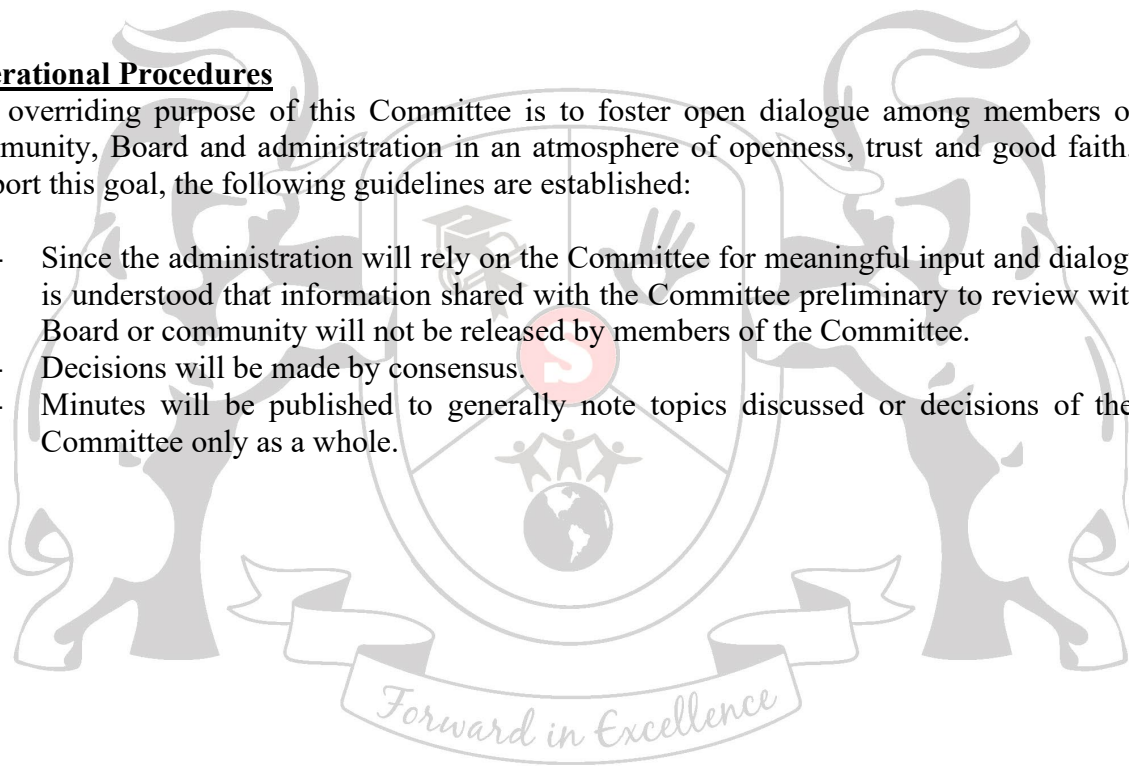 erational Procedures
overriding purpose of this Committee is to foster open dialogue among members o
munity, Board and administration in an atmosphere of openness, trust and good faith.
port this goal, the following guidelines are established:
- Since the administration will rely on the Committee for meaningful input and dialog
is understood that information shared with the Committee preliminary to review wit
Board or community will not be released by members of the Committee.
- Decisions will be made by consensus.
- Minutes will be published to generally note topics discussed or decisions of the
Committee only as a whole.
S
Forward in Excellence